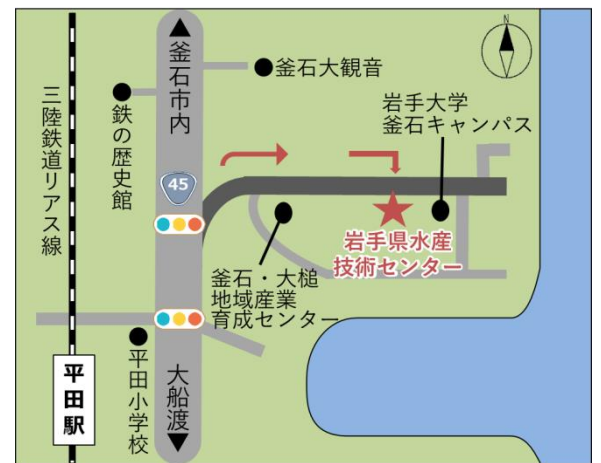 N
▲
釜石市内
釜石大観音
鉄の歴史館
三陸鉄道リアス線
岩手大学
釜石キャンパス
45
岩手県水産
技術センター
釜石・大槌
地域産業
育成センター
平田小学校
大船渡
▼
平田駅